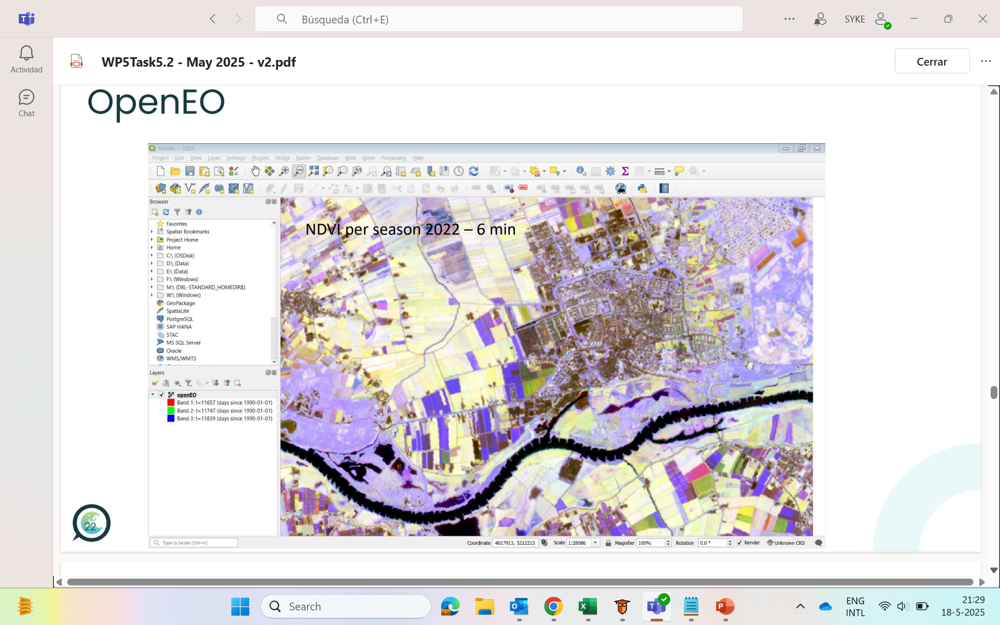 Búsqueda (Ctrl+E)
SYKE
Actividad
Chat
WP5Task5.2 - May 2025 - v2.pdf
Cerrar
OpenEO
Results — QGIS
Project Edit View Layer Settings Plugins Vector Raster Database Web Mesh Processing Help
Browser
Favorites
Spatial Bookmarks
Project Home
Home
C:\ (OSDisk)
D:\ (Data)
E:\ (Data)
F:\ (Windows)
M:\ (DBL-STANDARD_HOMEDIR$)
W:\ (Windows)
GeoPackage
SpatiaLite
PostgreSQL
SAP HANA
STAC
MS SQL Server
Oracle
WMS/WMTS
Layers
openEO
Band 1: t=11657 (days since 1990-01-01)
Band 2: t=11747 (days since 1990-01-01)
Band 3: t=11839 (days since 1990-01-01)
NDVI per season 2022 – 6 min
22
Type to locate (Ctrl+K)
Coordinate 4017913, 3212215 Scale 1:28086 Magnifier 100% Rotation 0.0 ° Render Unknown CRS
Search
ENG
INTL
21:29
18-5-2025